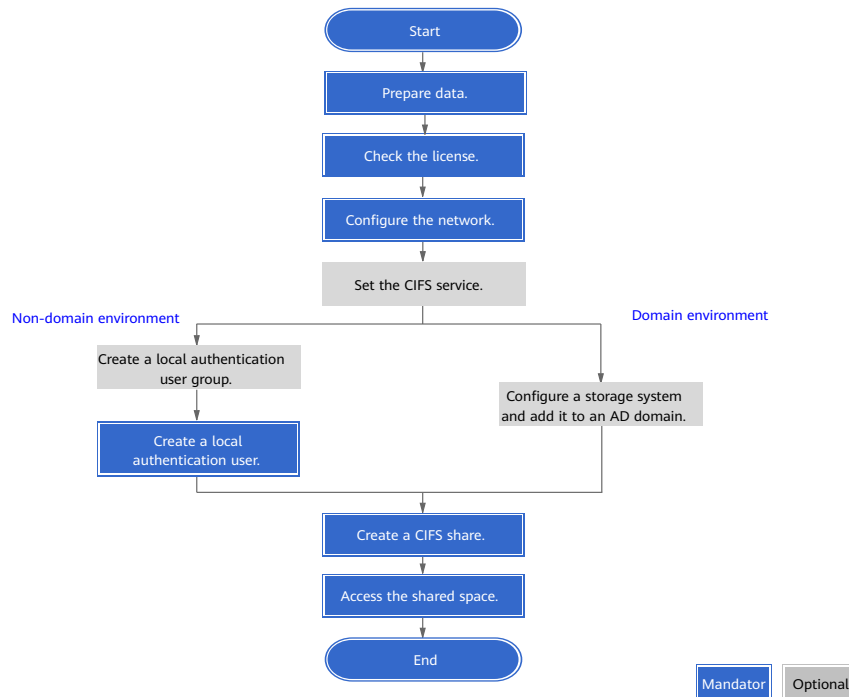 Start
Prepare data.
Check the license.
Configure the network.
Set the CIFS service.
Non-domain environment
Domain environment
Create a local authentication
user group.
Configure a storage system
and add it to an AD domain.
Create a local
authentication user.
Create a CIFS share.
Access the shared space.
End
Mandator
Optional